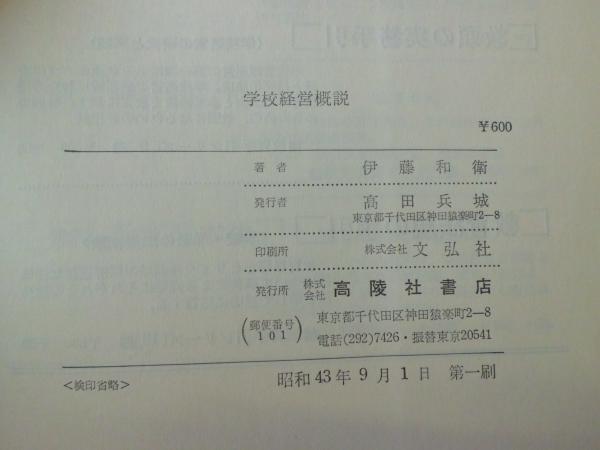 学校経営概説
￥600
著者 伊藤和衛
発行者 高田兵城
東京都千代田区神田猿楽町2―8
印刷所 株式会社 文弘社
発行所 株式会社 高陵社書店
(郵便番号 101) 東京都千代田区神田猿楽町2―8
電話(292)7426・振替東京20541
<検印省略> 昭和43年9月1日 第一刷